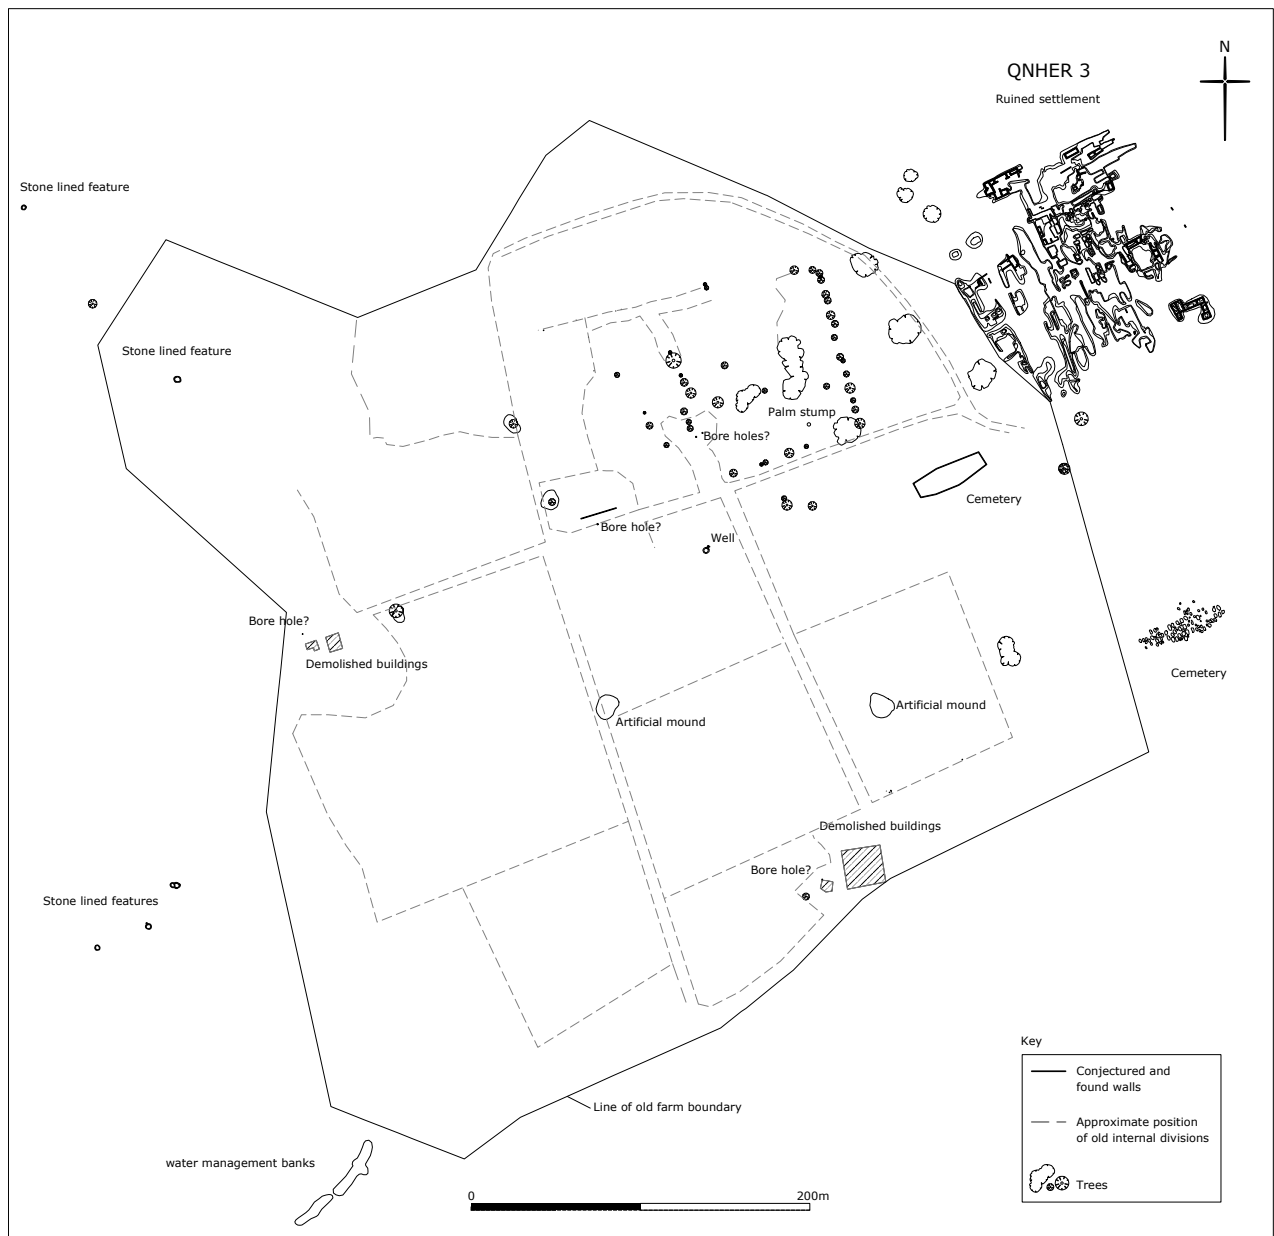 N
QNHER 3
Ruined settlement
Stone lined feature
Stone lined feature
Palm stump
Bore holes?
Cemetery
Bore hole?
Well
Bore hole?
Demolished buildings
Cemetery
Artificial mound
Artificial mound
Demolished buildings
Bore hole?
Stone lined features
Line of old farm boundary
water management banks
0 200m
Key
Conjectured and
found walls
Approximate position
of old internal divisions
Trees